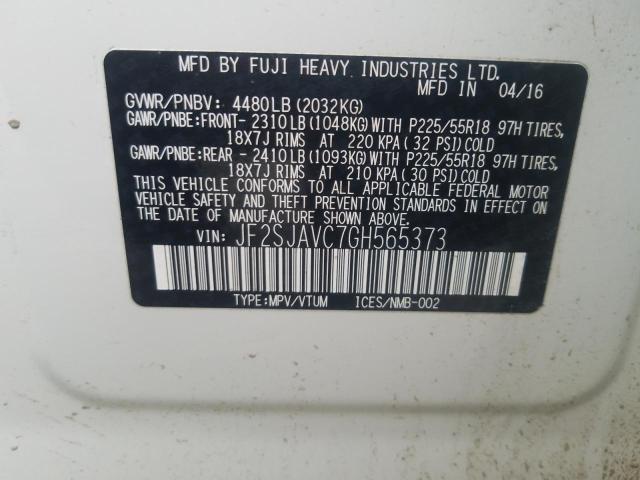 MFD BY FUJI HEAVY INDUSTRIES LTD.
MFD IN 04/16
GVWR/PNBV: 4480LB(2032KG)
GAWR/PNBE:FRONT- 2310LB(1048KG)WITH P225/55R18 97H TIRES,
18X7J RIMS AT 220 KPA(32 PSI)COLD
GAWR/PNBE:REAR - 2410LB(1093KG)WITH P225/55R18 97H TIRES,
18X7J RIMS AT 210 KPA(30 PSI)COLD
THIS VEHICLE CONFORMS TO ALL APPLICABLE FEDERAL MOTOR
VEHICLE SAFETY AND THEFT PREVENTION STANDARDS IN EFFECT ON
THE DATE OF MANUFACTURE SHOWN ABOVE.
VIN: JF2SJAVC7GH565373
TYPE:MPV/VTUM ICES/NMB-002